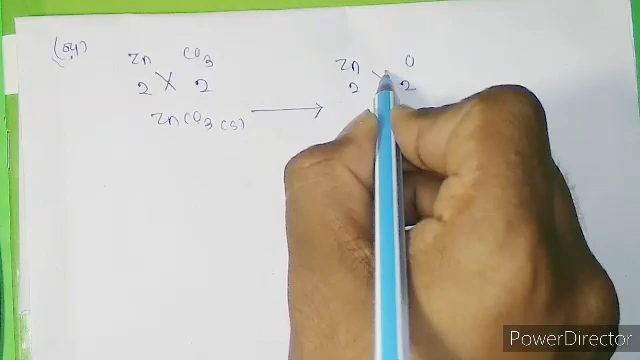 (ஆ)
Zn CO3 Zn O
2 2 2 2
ZnCO3 (s) →
PowerDirector